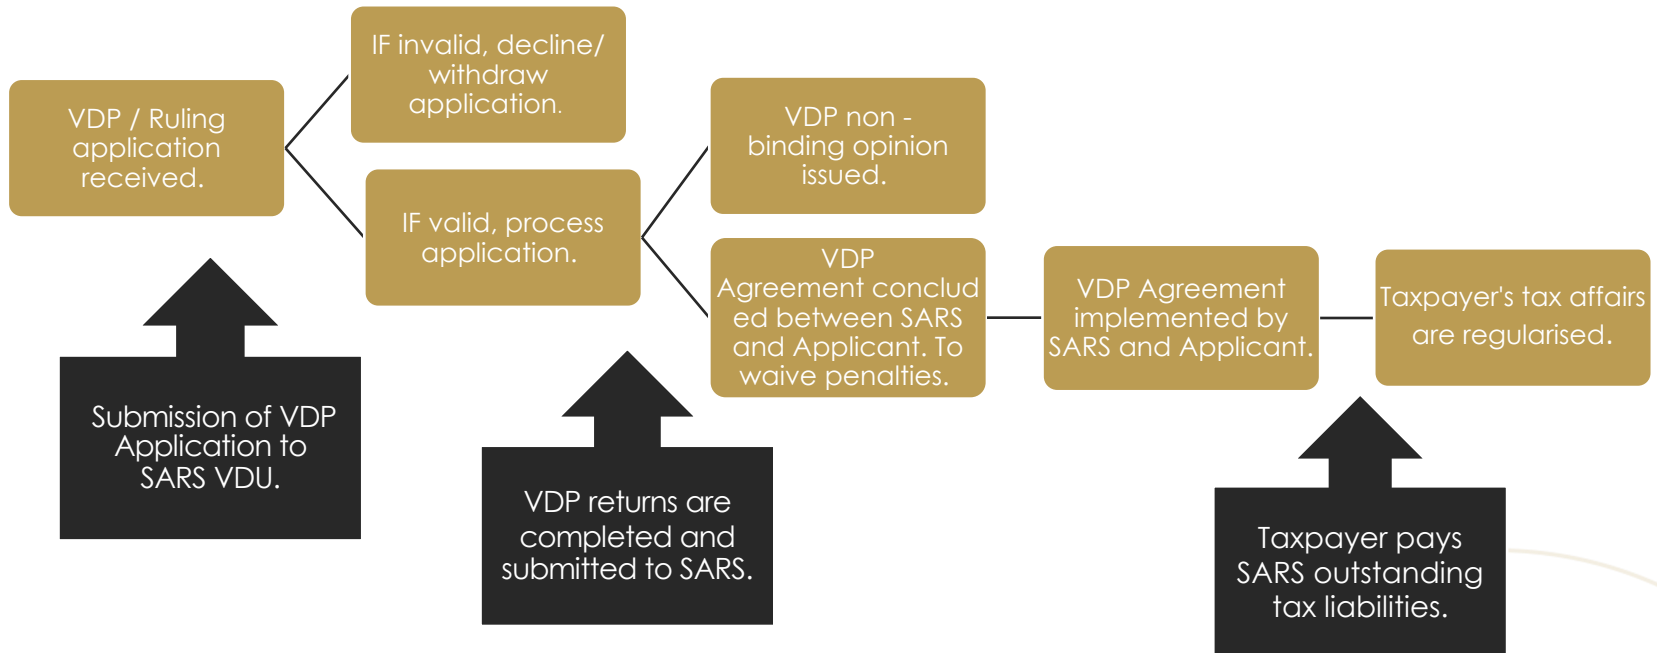 VDP / Ruling
application
received.
IF invalid, decline/
withdraw
application.
IF valid, process
application.
VDP non -
binding opinion
issued.
VDP
Agreement conclud
ed between SARS
and Applicant. To
waive penalties.
VDP Agreement
implemented by
SARS and Applicant.
Taxpayer's tax affairs
are regularised.
Submission of VDP
Application to
SARS VDU.
VDP returns are
completed and
submitted to SARS.
Taxpayer pays
SARS outstanding
tax liabilities.